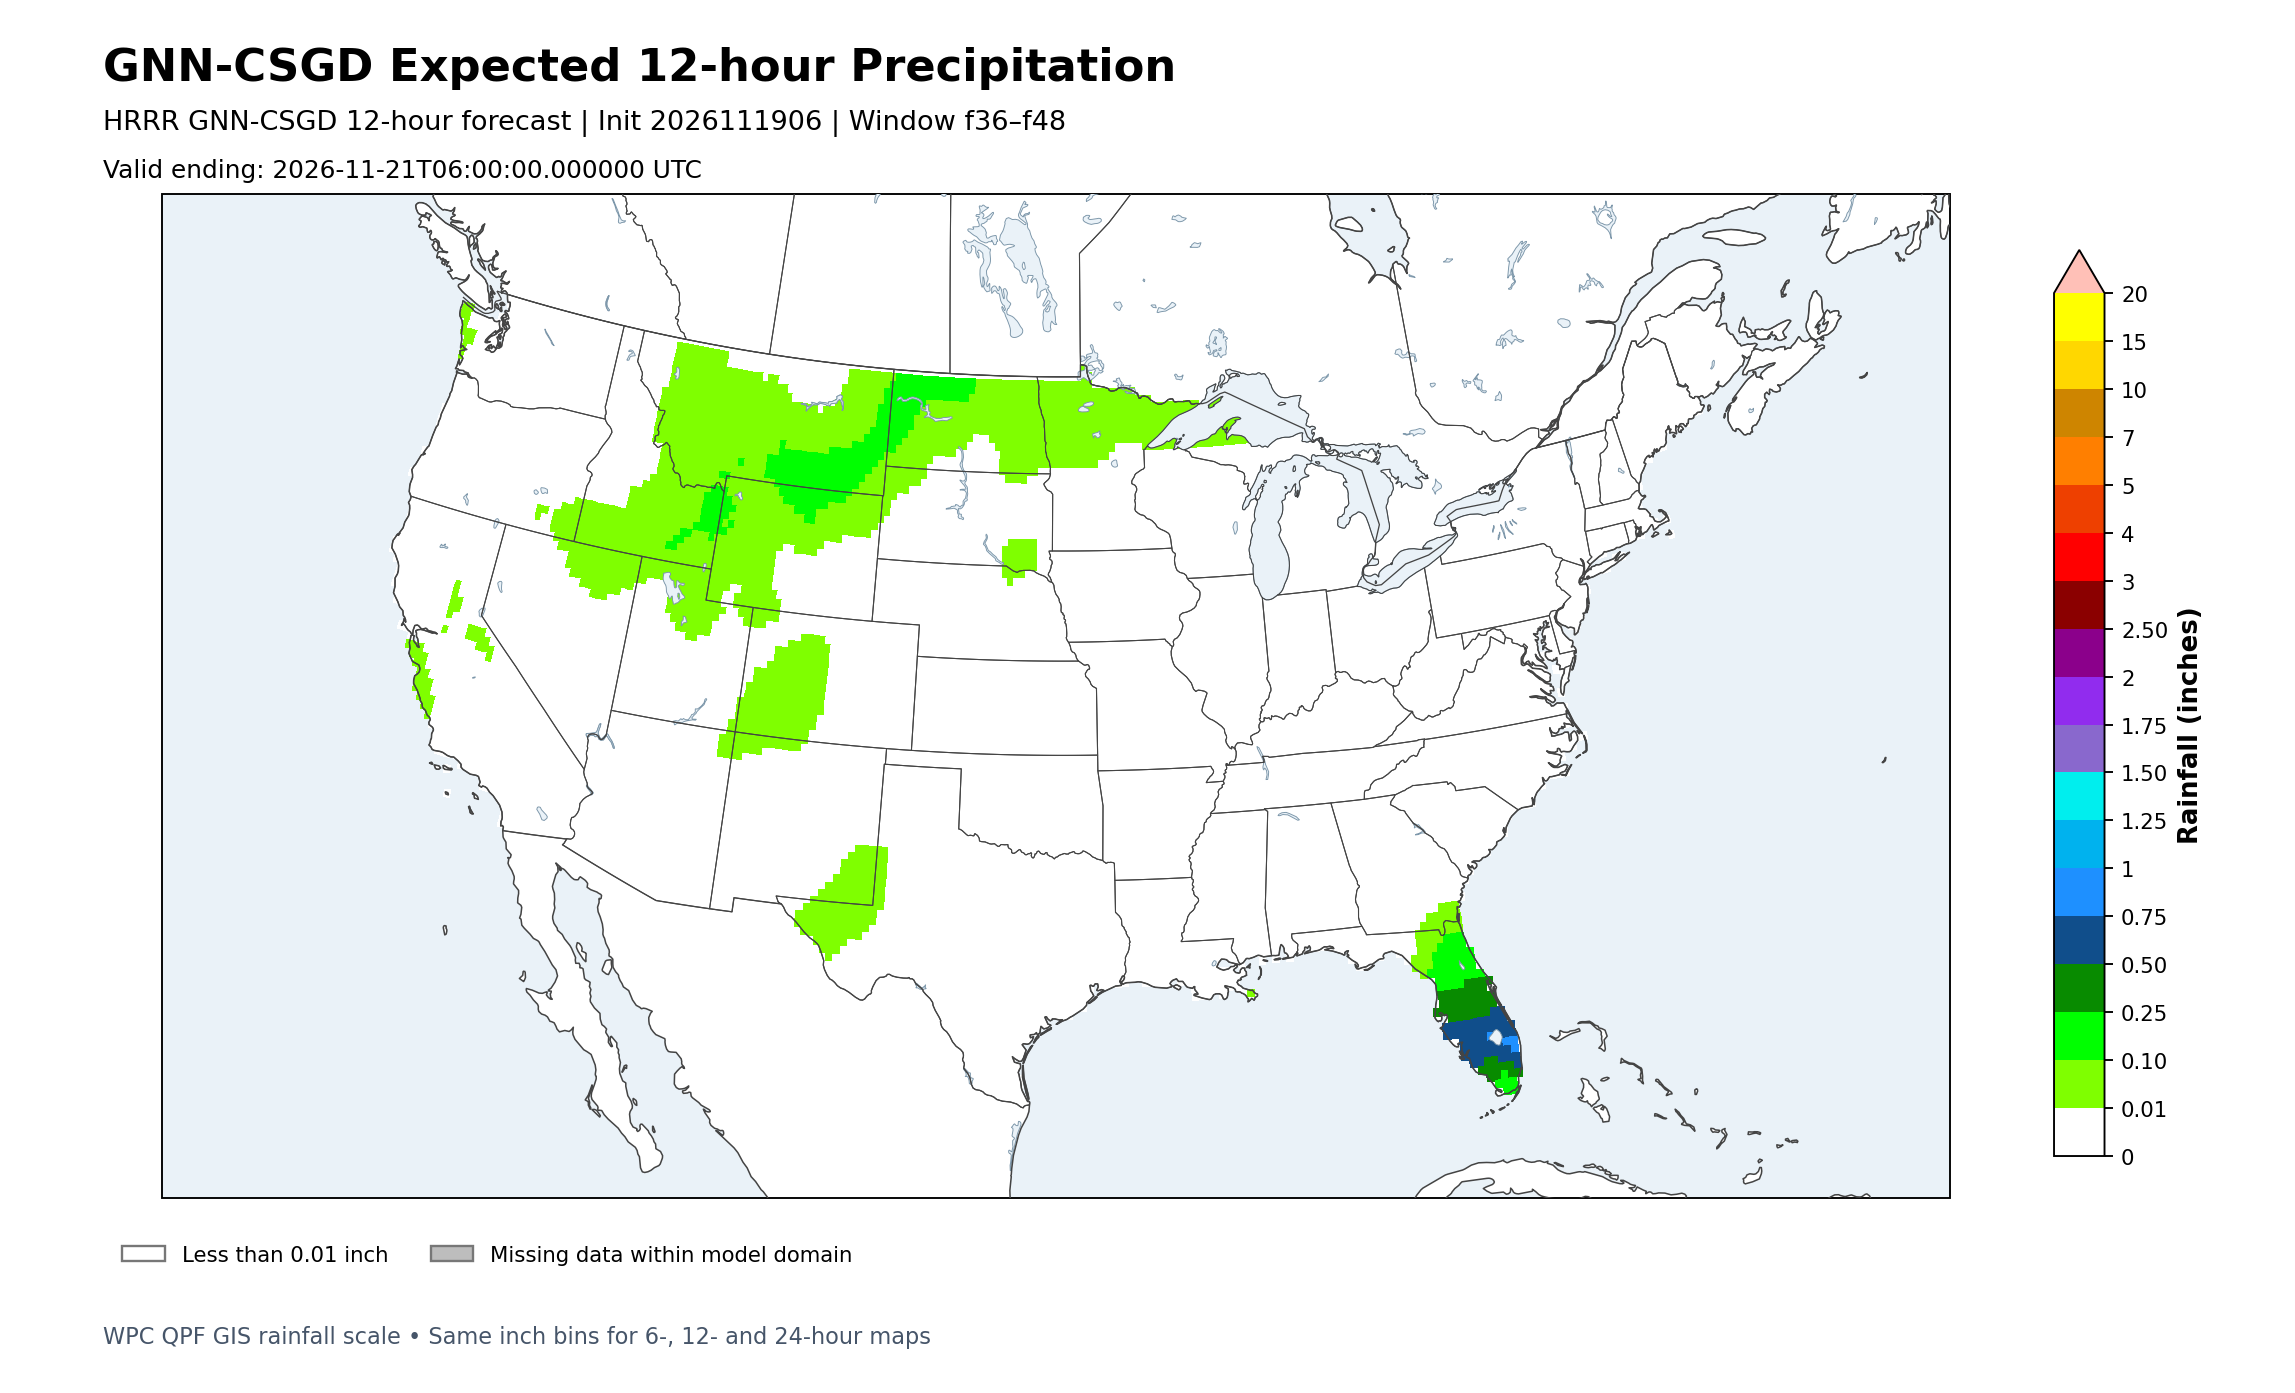 GNN-CSGD Expected 12-hour Precipitation
HRRR GNN-CSGD 12-hour forecast | Init 2026111906 | Window f36–f48
Valid ending: 2026-11-21T06:00:00.000000 UTC
20
15
10
7
5
4
3
2.50
2
1.75
1.50
1.25
1
0.75
0.50
0.25
0.10
0.01
0
Rainfall (inches)
Less than 0.01 inch
Missing data within model domain
WPC QPF GIS rainfall scale • Same inch bins for 6-, 12- and 24-hour maps